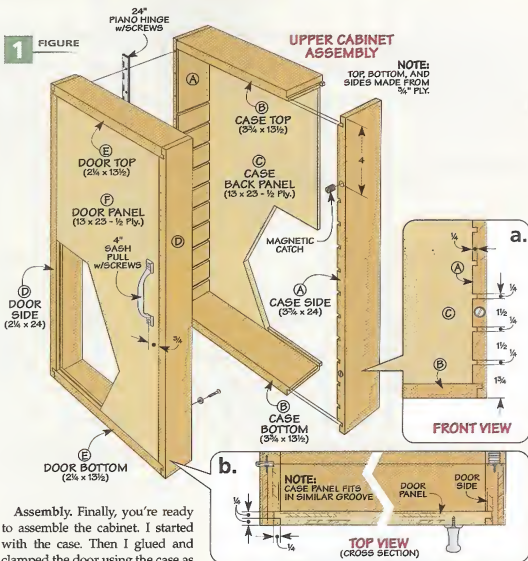 1 FIGURE
24"
PIANO HINGE
w/SCREWS
UPPER CABINET
ASSEMBLY
NOTE:
TOP, BOTTOM, AND
SIDES MADE FROM
¾" PLY.
A
B
CASE TOP
(3¾ x 13½)
E
DOOR TOP
(2¼ x 13½)
F
DOOR PANEL
(13 x 23 - ½ Ply.)
C
CASE
BACK PANEL
(13 x 23 - ½ Ply.)
4
4"
SASH
PULL
w/SCREWS
D
MAGNETIC
CATCH
D
DOOR
SIDE
(2¼ x 24)
¾
A
CASE SIDE
(3¾ x 24)
B
CASE
BOTTOM
(3¾ x 13½)
E
DOOR BOTTOM
(2¼ x 13½)
a.
¼
A
¼
C
1½
¼
1½
¼
B
1¾
FRONT VIEW
b.
NOTE:
CASE PANEL FITS
IN SIMILAR GROOVE
DOOR
PANEL
DOOR
SIDE
¼
¼
¼
TOP VIEW
(CROSS SECTION)
Assembly. Finally, you're ready
to assemble the cabinet. I started
with the case. Then I glued and
clamped the door using the case as